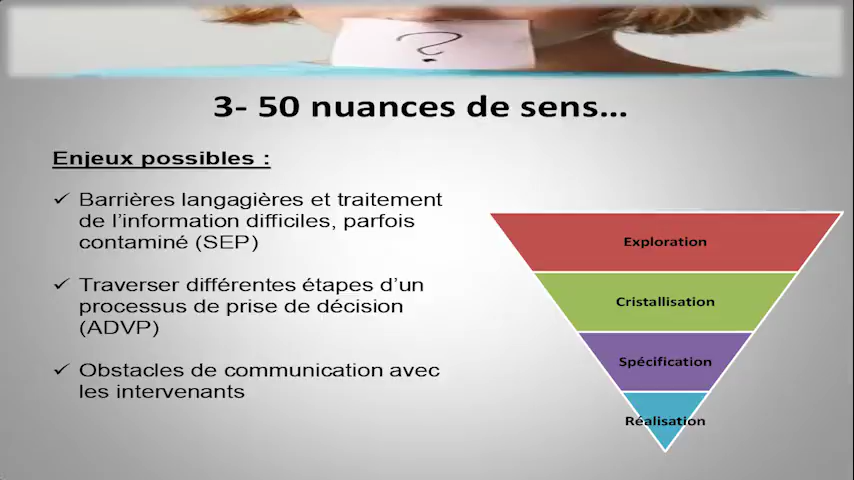 ?
3- 50 nuances de sens...
Enjeux possibles :
✓ Barrières langagières et traitement
de l'information difficiles, parfois
contaminé (SEP)
✓ Traverser différentes étapes d'un
processus de prise de décision
(ADVP)
✓ Obstacles de communication avec
les intervenants
Exploration
Cristallisation
Spécification
Réalisation